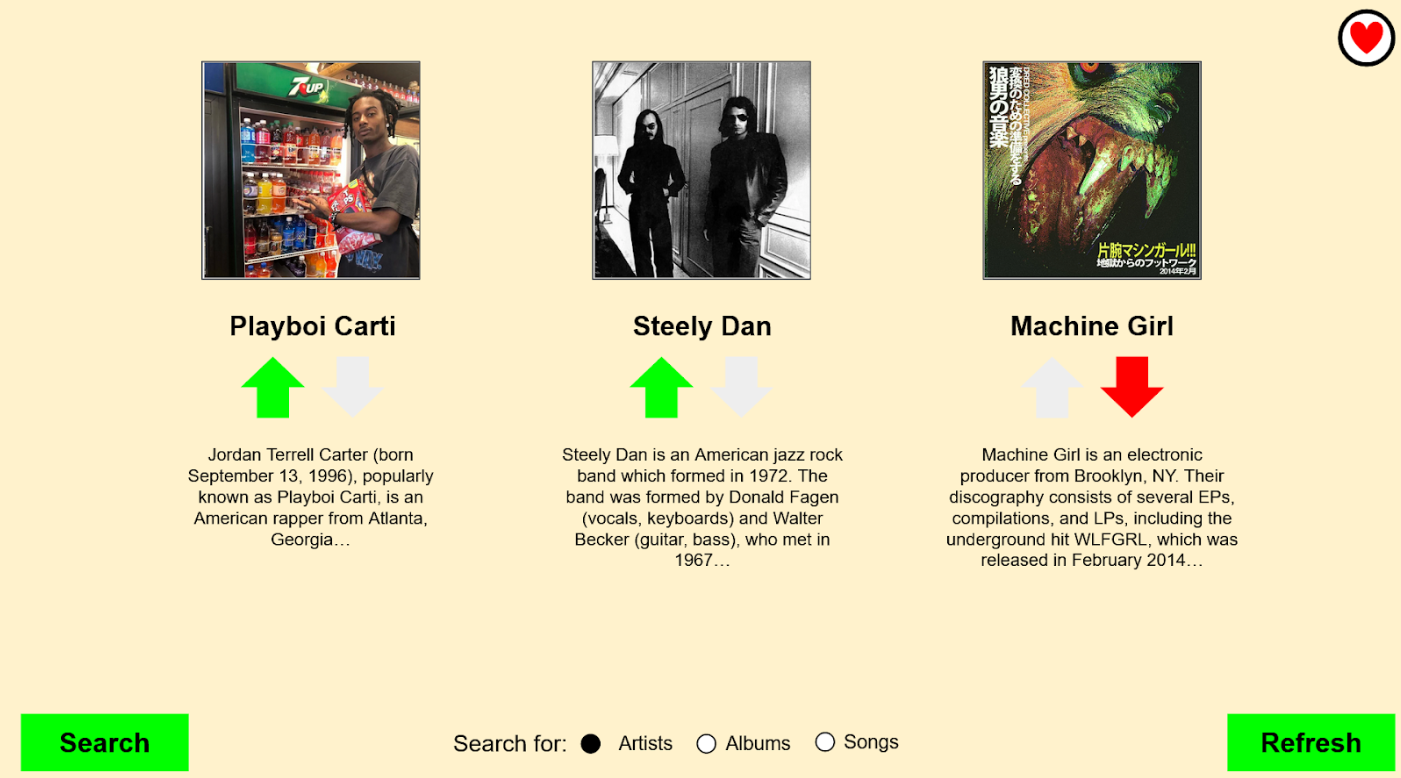 7UP
狼男の音楽
変換のための準備をする
片腕マシンガール!!!
地獄からのフットワーク
2014年2月
Playboi Carti
Steely Dan
Machine Girl
Jordan Terrell Carter (born
September 13, 1996), popularly
known as Playboi Carti, is an
American rapper from Atlanta,
Georgia…
Steely Dan is an American jazz rock
band which formed in 1972. The
band was formed by Donald Fagen
(vocals, keyboards) and Walter
Becker (guitar, bass), who met in
1967…
Machine Girl is an electronic
producer from Brooklyn, NY. Their
discography consists of several EPs,
compilations, and LPs, including the
underground hit WLFGRL, which was
released in February 2014…
Search
Search for: Artists Albums Songs
Refresh